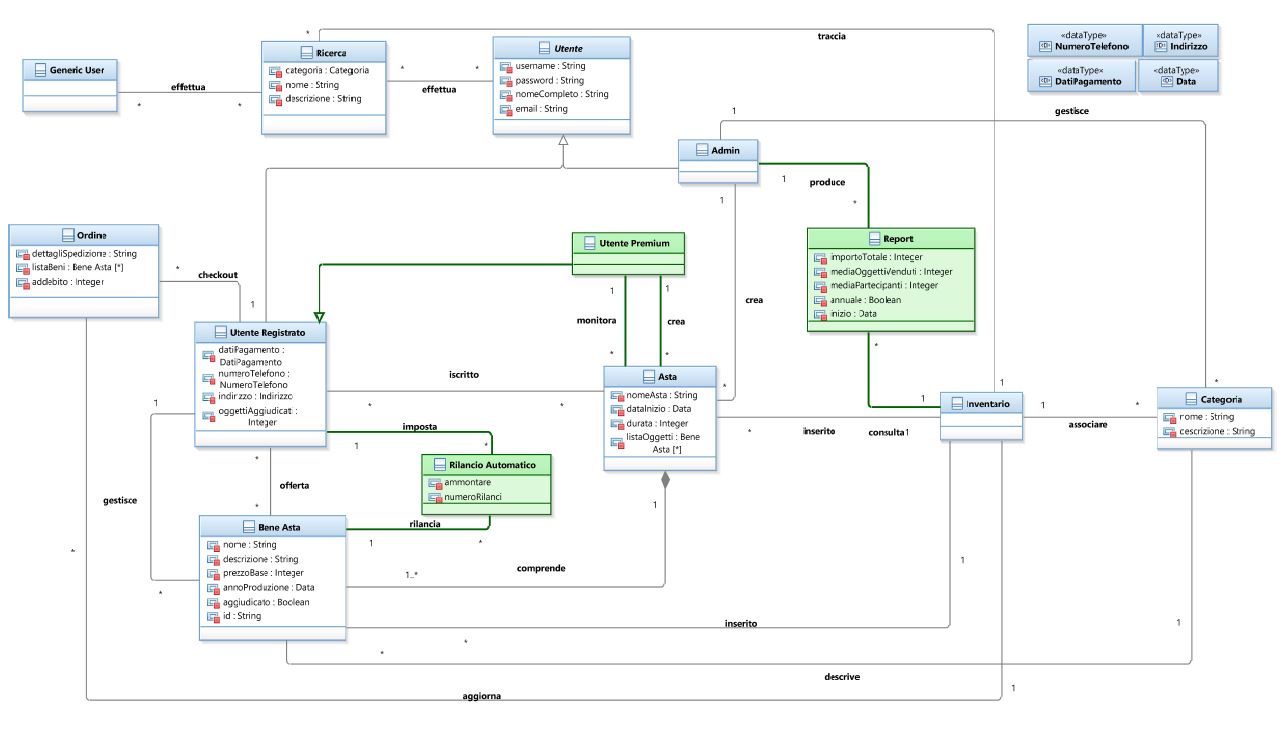 *
traccia
Ricerca
categoria : Categoria
nome : String
descrizione : String
Utente
username : String
password : String
nomeCompleto : String
email : String
«dataType»
NumeroTelefono
«dataType»
Indirizzo
«dataType»
DatiPagamento
«dataType»
Data
Generic User
effettua
*
*
*
*
effettua
1
gestisce
Admin
1
produce
*
1
Ordine
dettagliSpedizione : String
listaBeni : Bene Asta [*]
addebito : Integer
*
checkout
1
Utente Premium
1
1
monitora
crea
*
*
crea
Report
importoTotale : Integer
mediaOggettiVenduti : Integer
mediaPartecipanti : Integer
annuale : Boolean
inizio : Data
*
Utente Registrato
datiPagamento :
DatiPagamento
numeroTelefono :
NumeroTelefono
indirizzo : Indirizzo
oggettiAggiudicati :
Integer
iscritto
*
*
Asta
nomeAsta : String
dataInizio : Data
durata : Integer
listaOggetti : Bene
Asta [*]
*
1
1
Inventario
*
Categoria
nome : String
descrizione : String
1
*
associare
*
inserito
consulta
1
1
imposta
1
*
Rilancio Automatico
ammontare
numeroRilanci
*
offerta
*
gestisce
*
rilancia
1
*
1
Bene Asta
nome : String
descrizione : String
prezzoBase : Integer
annoProduzione : Data
aggiudicato : Boolean
id : String
1..*
comprende
1
*
inserito
*
*
1
descrive
1
aggiorna